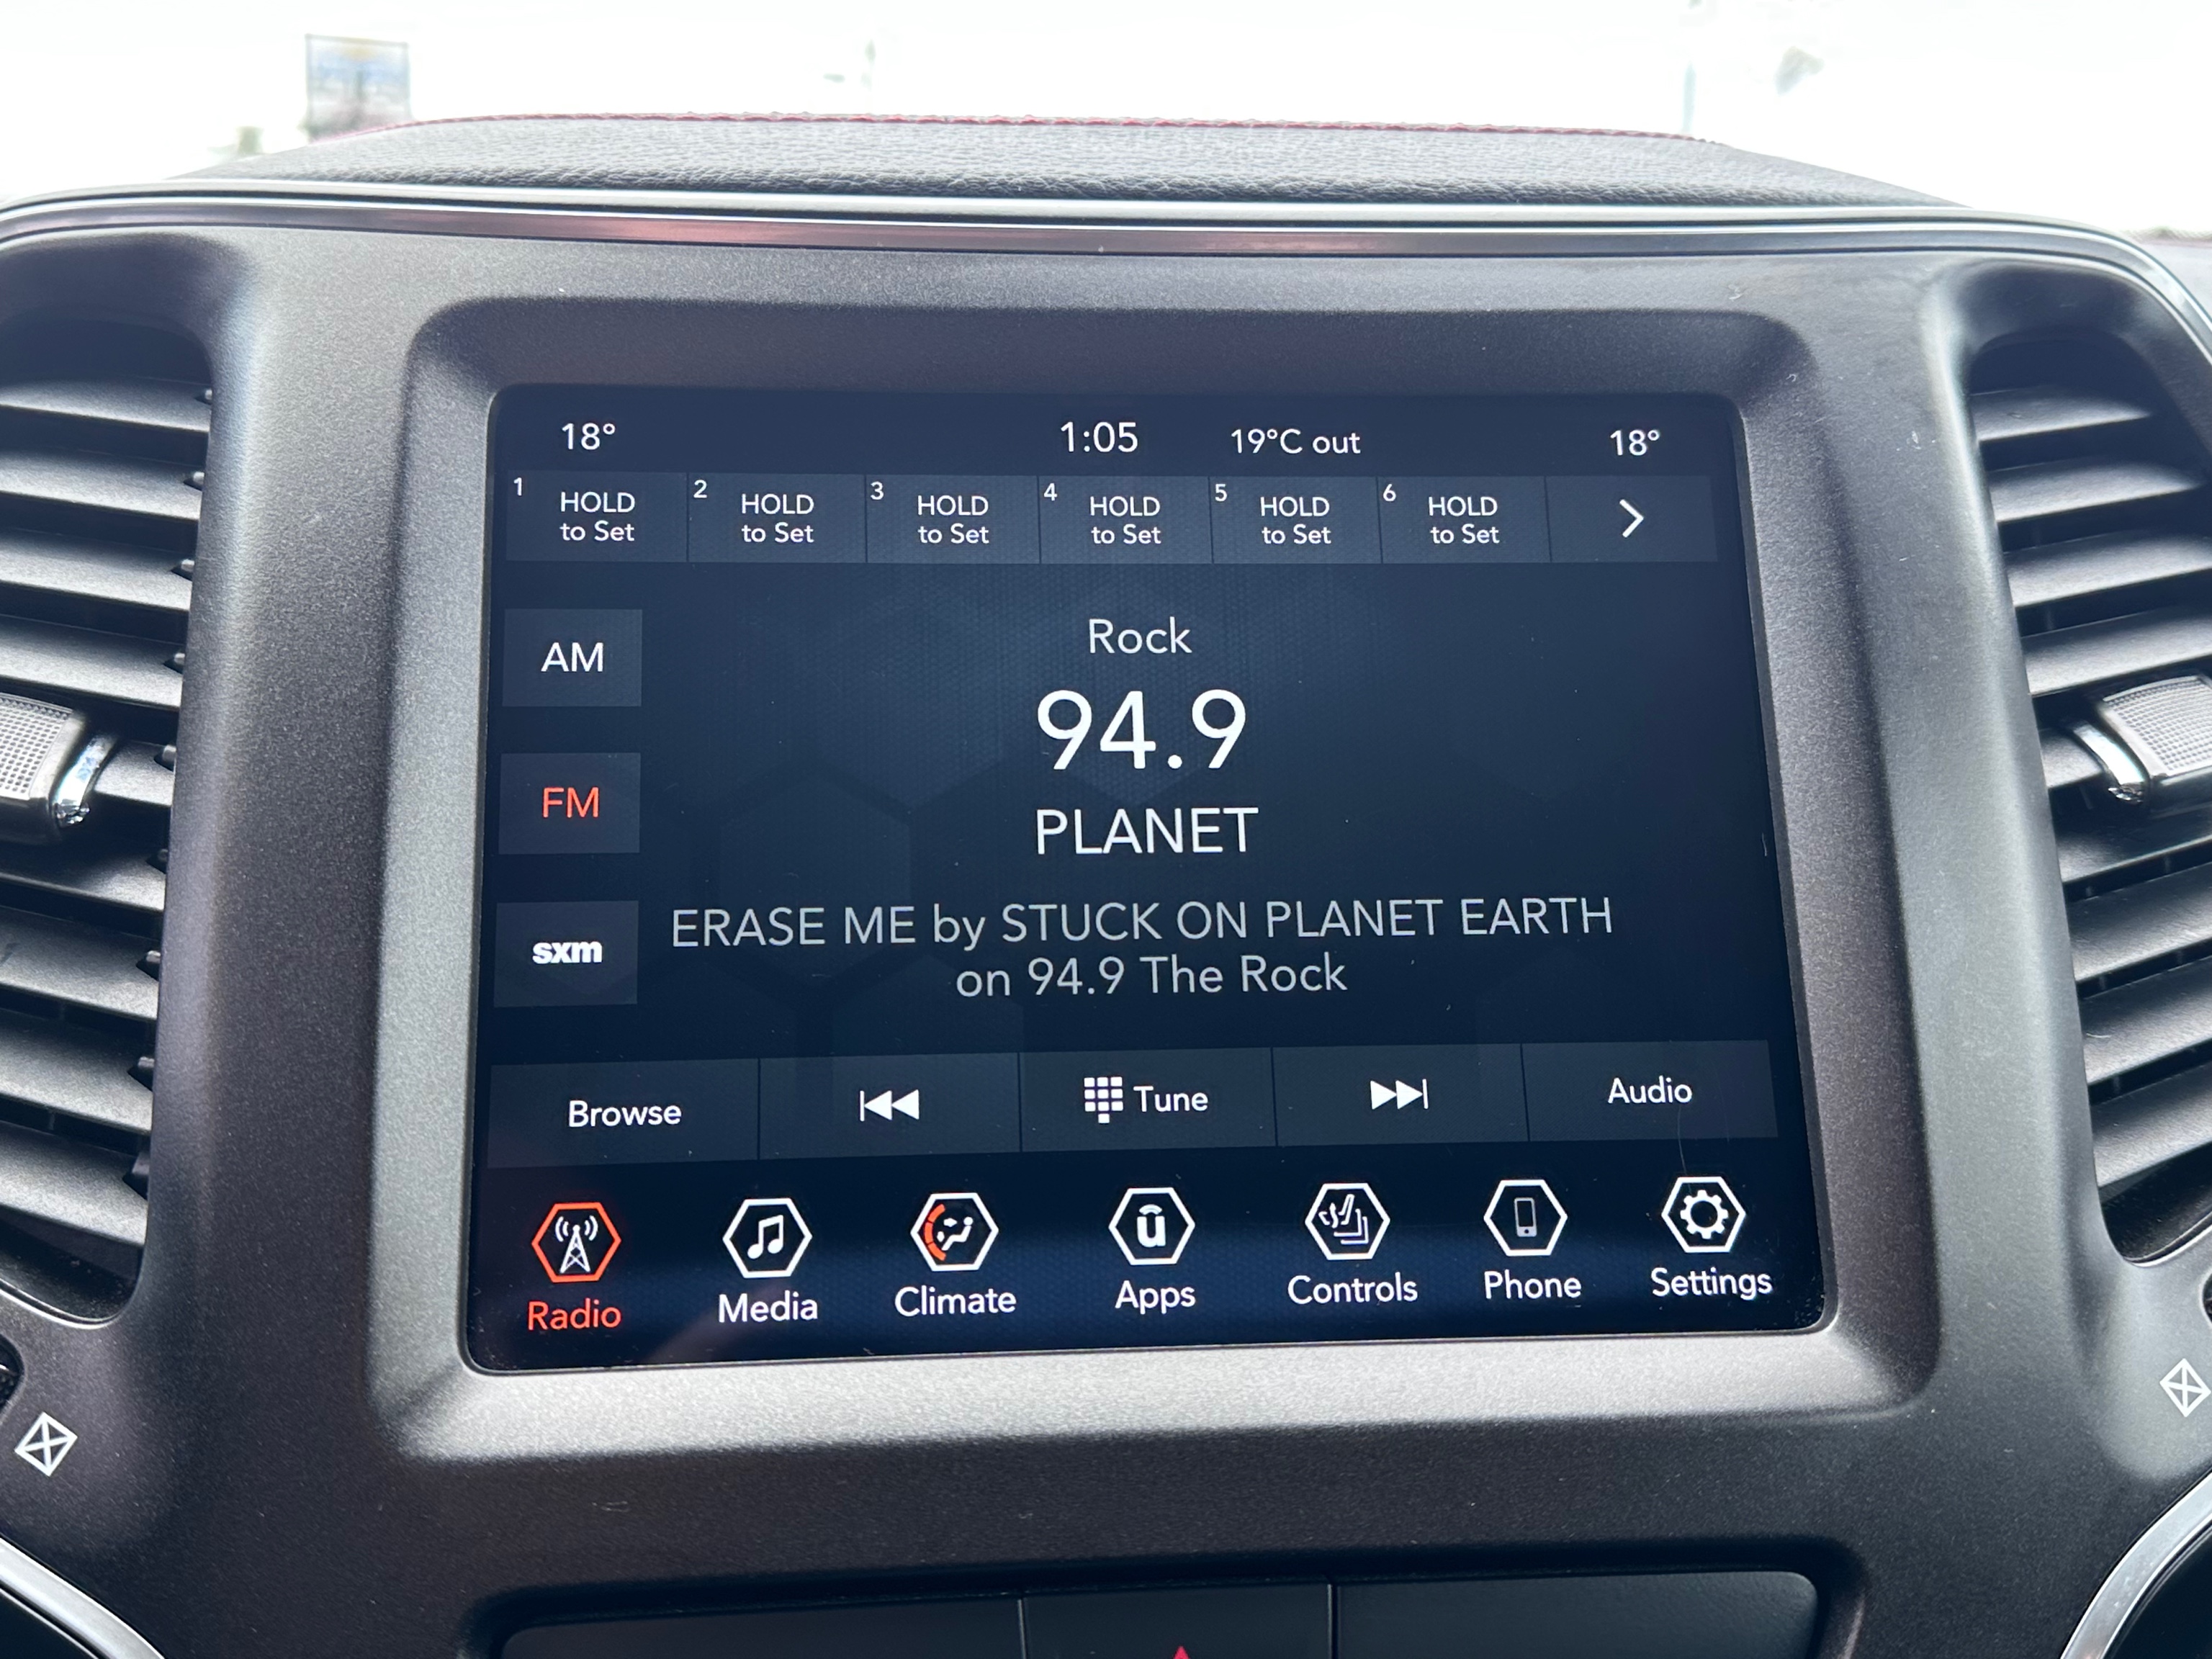 18° 1:05 19°C out 18°
1 2 3 4 5 6
HOLD HOLD HOLD HOLD HOLD HOLD
to Set to Set to Set to Set to Set to Set
Rock
AM
94.9
FM
PLANET
ERASE ME by STUCK ON PLANET EARTH
sxm
on 94.9 The Rock
Browse Tune Audio
Radio Media Climate Apps Controls Phone Settings